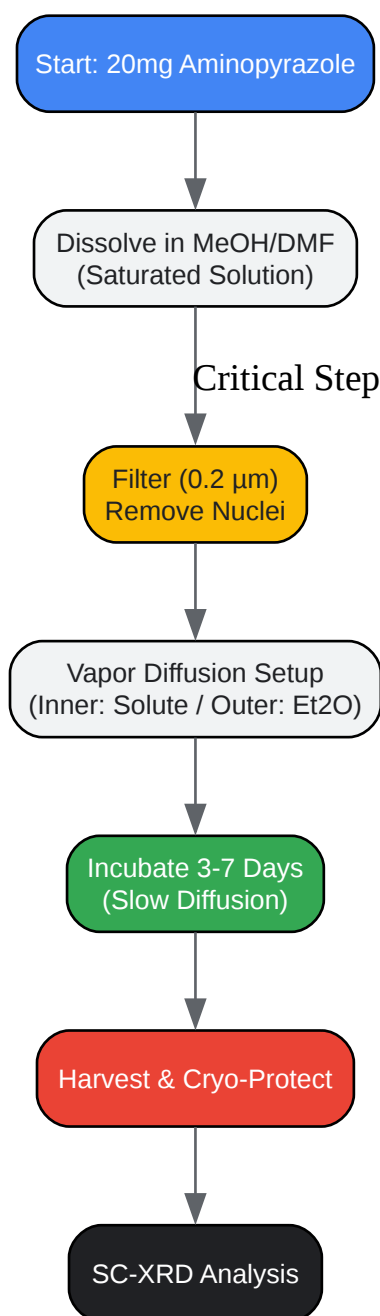 Start: 20mg Aminopyrazole
Dissolve in MeOH/DMF
(Saturated Solution)
Critical Step
Filter (0.2 µm)
Remove Nuclei
Vapor Diffusion Setup
(Inner: Solute / Outer: Et2O)
Incubate 3-7 Days
(Slow Diffusion)
Harvest & Cryo-Protect
SC-XRD Analysis